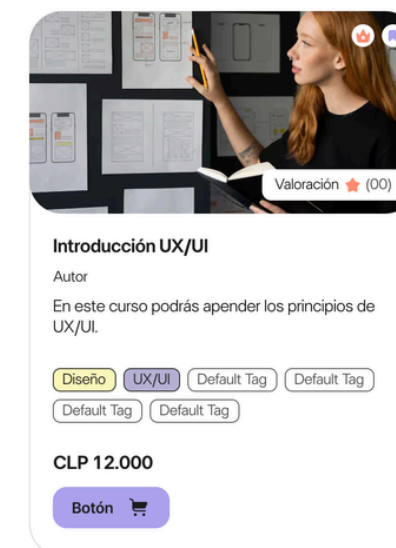 Valoración (00)
Introducción UX/UI
Autor
En este curso podrás apender los principios de
UX/UI.
Diseño UX/UI Default Tag Default Tag
Default Tag Default Tag
CLP 12.000
Botón